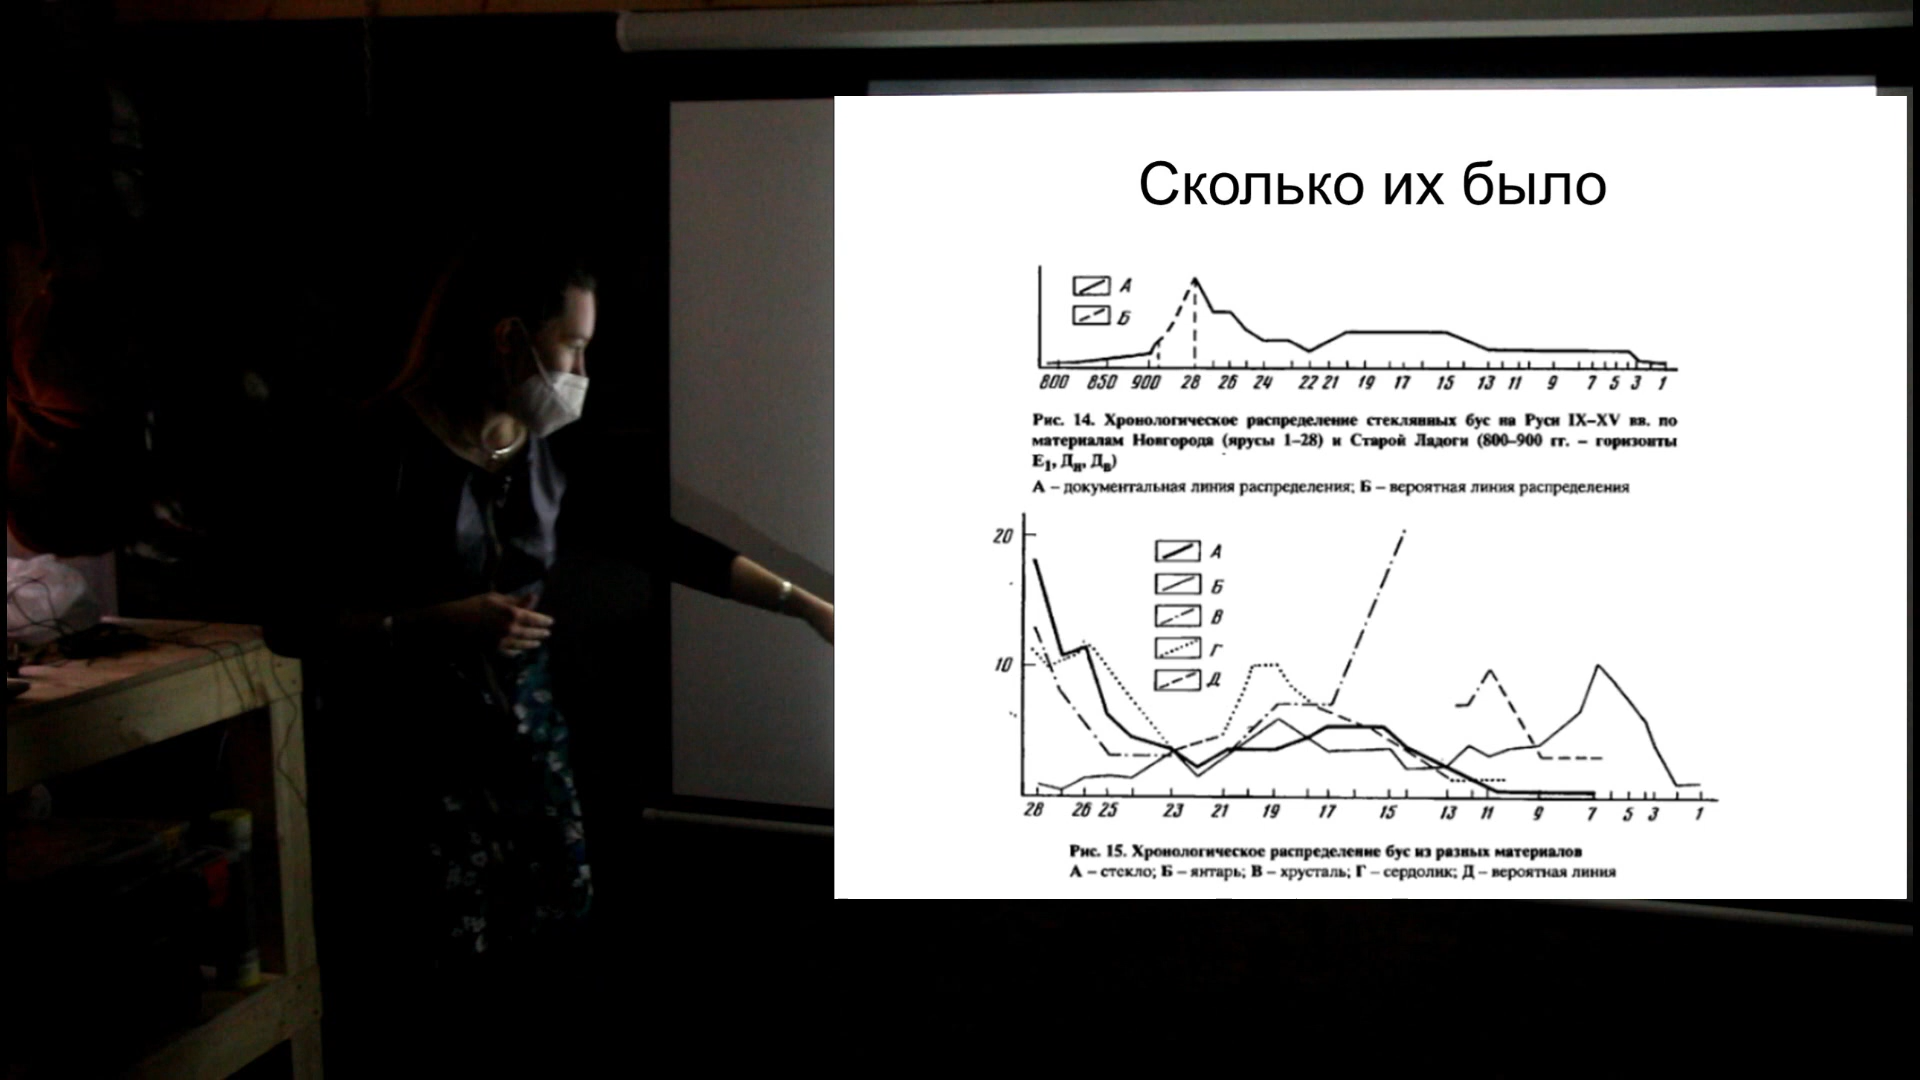 Сколько их было
А
Б
800 850 900 28 26 24 22 21 19 17 15 13 11 9 7 5 3 1
Рис. 14. Хронологическое распределение стеклянных бус на Руси IX–XV вв. по
материалам Новгорода (ярусы 1–28) и Старой Ладоги (800–900 гг. – горизонты
Е₁, Дн, Дв)
А – документальная линия распределения; Б – вероятная линия распределения
20
А
Б
В
Г
Д
10
28 26 25 23 21 19 17 15 13 11 9 7 5 3 1
Рис. 15. Хронологическое распределение бус из разных материалов
А – стекло; Б – янтарь; В – хрусталь; Г – сердолик; Д – вероятная линия